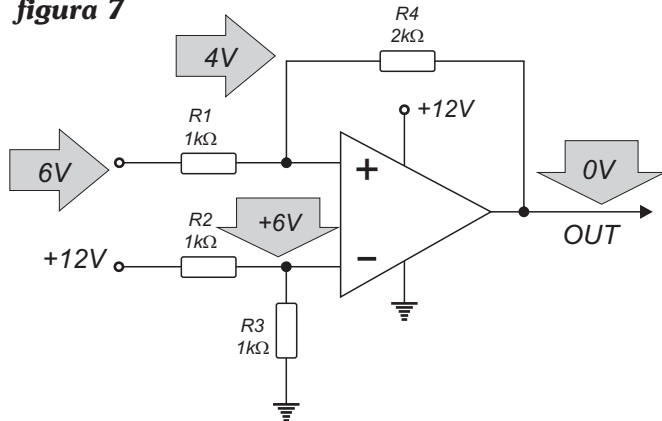 figura 7
R4
2kΩ
4V
+12V
R1
1kΩ
6V
+
0V
+6V
R2
1kΩ
OUT
+12V
−
R3
1kΩ